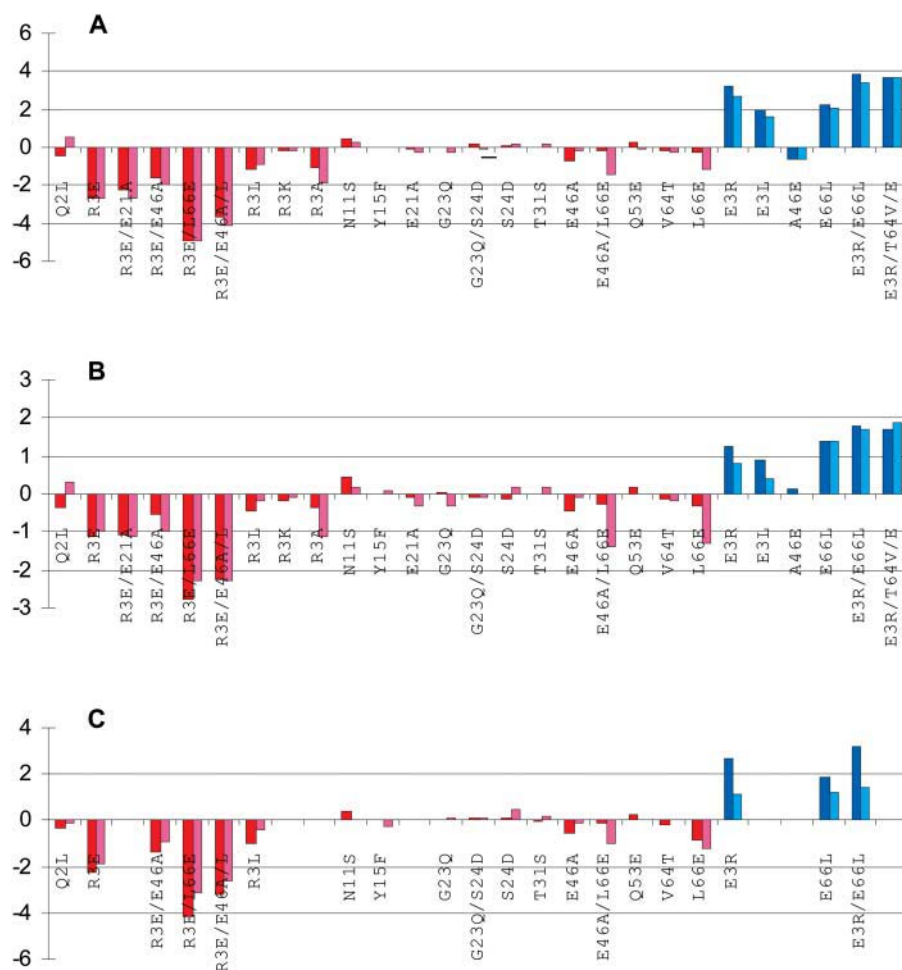 A
6
4
2
0
-2
-4
-6
Q2L
R3E
R3E/E21A
R3E/E46A
R3E/L66E
R3E/E46A/L
R3L
R3K
R3A
N11S
Y15F
E21A
G23Q
G23Q/S24D
S24D
T31S
E46A
E46A/L66E
Q53E
V64T
L66E
E3R
E3L
A46E
E66L
E3R/E66L
E3R/T64V/E
B
3
2
1
0
-1
-2
-3
Q2L
R3E
R3E/E21A
R3E/E46A
R3E/L66E
R3E/E46A/L
R3L
R3K
R3A
N11S
Y15F
E21A
G23Q
G23Q/S24D
S24D
T31S
E46A
E46A/L66E
Q53E
V64T
L66E
E3R
E3L
A46E
E66L
E3R/E66L
E3R/T64V/E
C
4
2
0
-2
-4
-6
Q2L
R3E
R3E/E46A
R3E/L66E
R3E/E46A/L
R3L
N11S
Y15F
G23Q
G23Q/S24D
S24D
T31S
E46A
E46A/L66E
Q53E
V64T
L66E
E3R
E66L
E3R/E66L